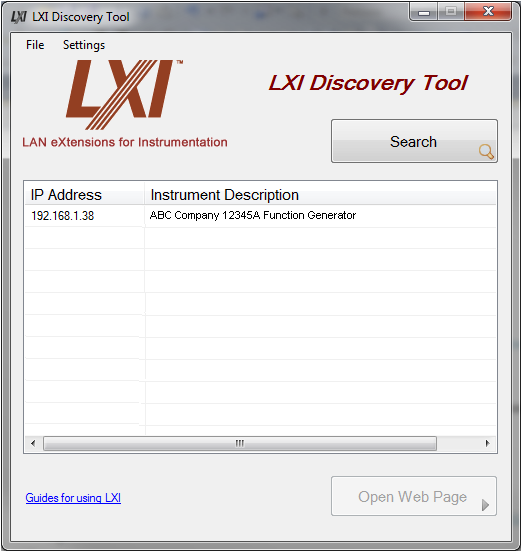 LXI LXI Discovery Tool
File Settings
LXI™
LXI Discovery Tool
LAN eXtensions for Instrumentation
Search
IP Address Instrument Description
192.168.1.38 ABC Company 12345A Function Generator
Guides for using LXI
Open Web Page